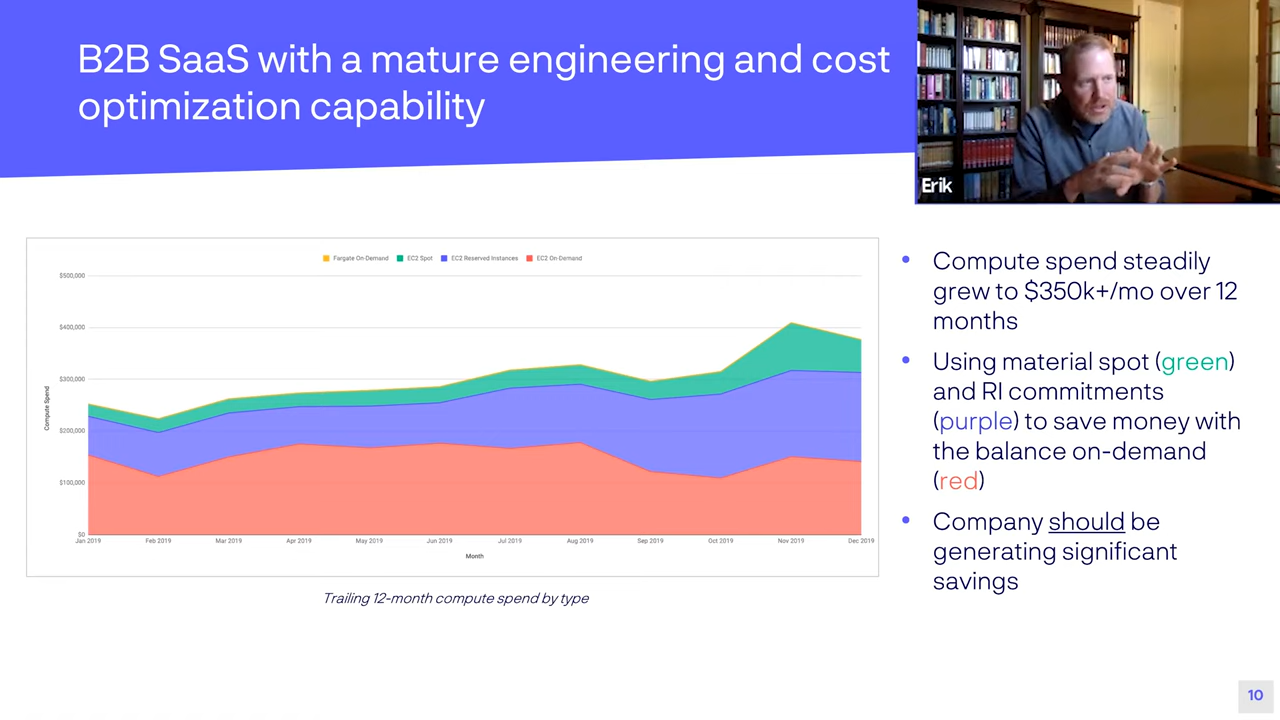 B2B SaaS with a mature engineering and cost
optimization capability
Erik
Fargate On-Demand EC2 Spot EC2 Reserved Instances EC2 On-Demand
$500,000
$400,000
$300,000
$200,000
$100,000
$0
Compute Spend
Jan 2019 Feb 2019 Mar 2019 Apr 2019 May 2019 Jun 2019 Jul 2019 Aug 2019 Sep 2019 Oct 2019 Nov 2019 Dec 2019
Month
Trailing 12-month compute spend by type
• Compute spend steadily
grew to $350k+/mo over 12
months
• Using material spot (green)
and RI commitments
(purple) to save money with
the balance on-demand
(red)
• Company should be
generating significant
savings
10